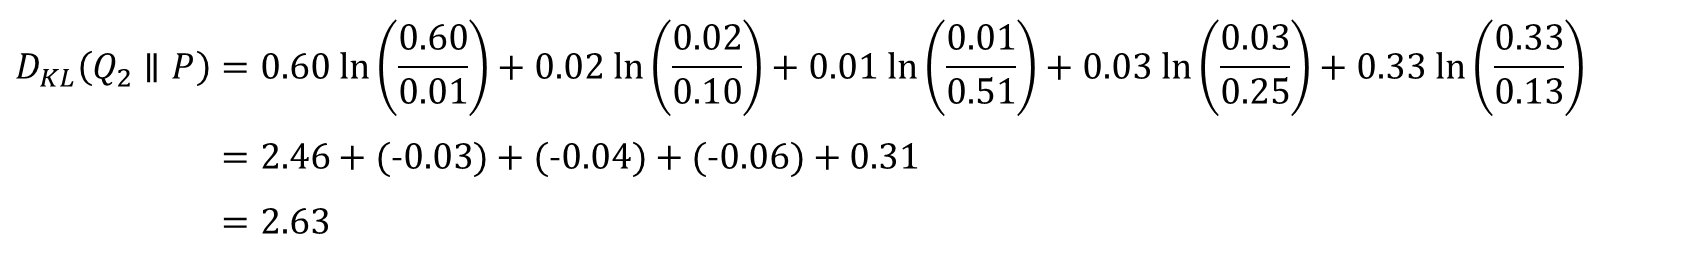 D_KL(Q_2 ∥ P) = 0.60 ln(0.60/0.01) + 0.02 ln(0.02/0.10) + 0.01 ln(0.01/0.51) + 0.03 ln(0.03/0.25) + 0.33 ln(0.33/0.13)
= 2.46 + (-0.03) + (-0.04) + (-0.06) + 0.31
= 2.63